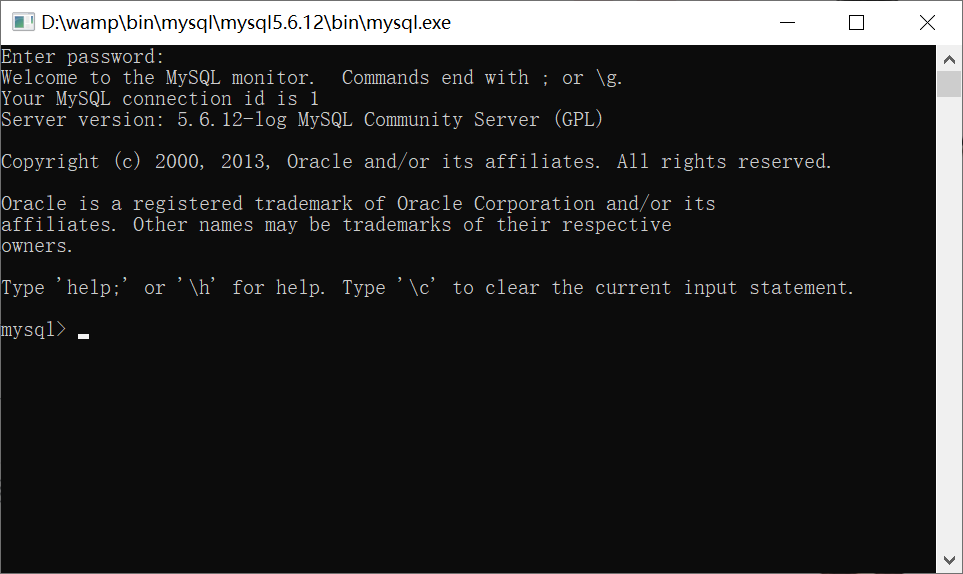 D:\wamp\bin\mysql\mysql5.6.12\bin\mysql.exe
Enter password:
Welcome to the MySQL monitor.  Commands end with ; or \g.
Your MySQL connection id is 1
Server version: 5.6.12-log MySQL Community Server (GPL)
Copyright (c) 2000, 2013, Oracle and/or its affiliates. All rights reserved.
Oracle is a registered trademark of Oracle Corporation and/or its
affiliates. Other names may be trademarks of their respective
owners.
Type 'help;' or '\h' for help. Type '\c' to clear the current input statement.
mysql>